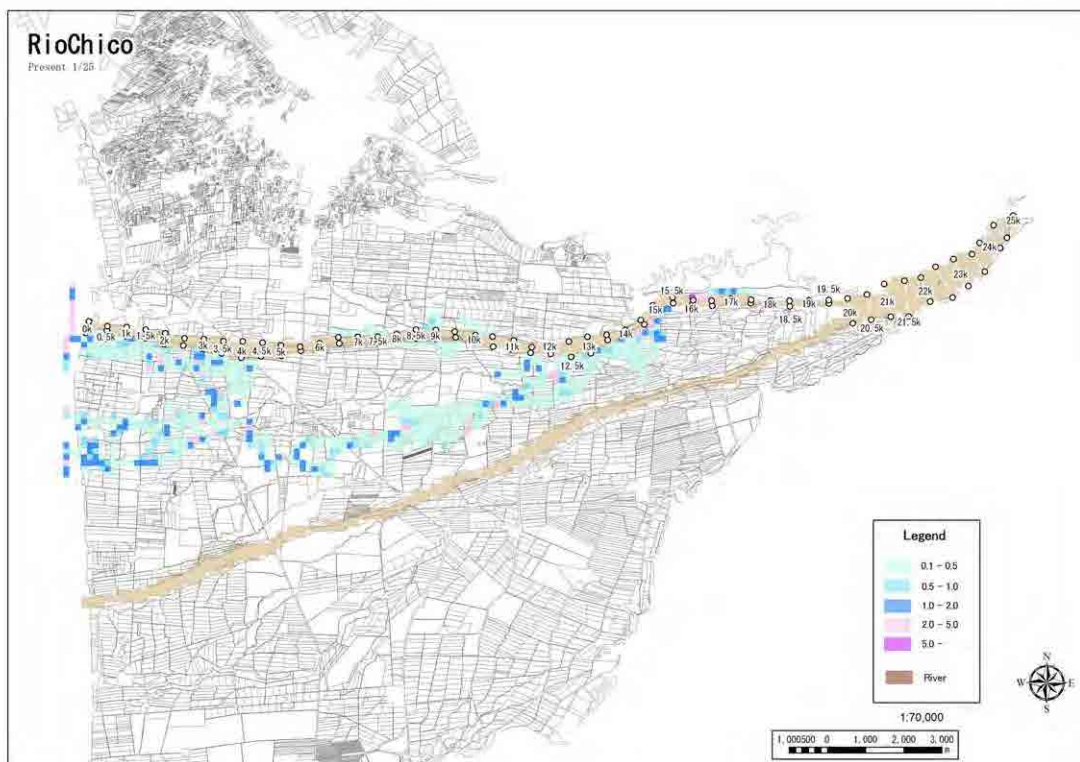 RioChico
Present 1/25
0k
0.5k
1k
1.5k
2k
3.5k
4k
4.5k
5k
6k
7k
7.5k
8k
8.5k
9k
10k
11k
12k
12.5k
13k
14k
15k
15.5k
16k
17k
18k
18.5k
19k
19.5k
20k
20.5k
21k
21.5k
22k
23k
24k
25k
Legend
0.1 - 0.5
0.5 - 1.0
1.0 - 2.0
2.0 - 5.0
5.0 -
River
N
W
E
S
1:70,000
1,000500 0 1,000 2,000 3,000
m